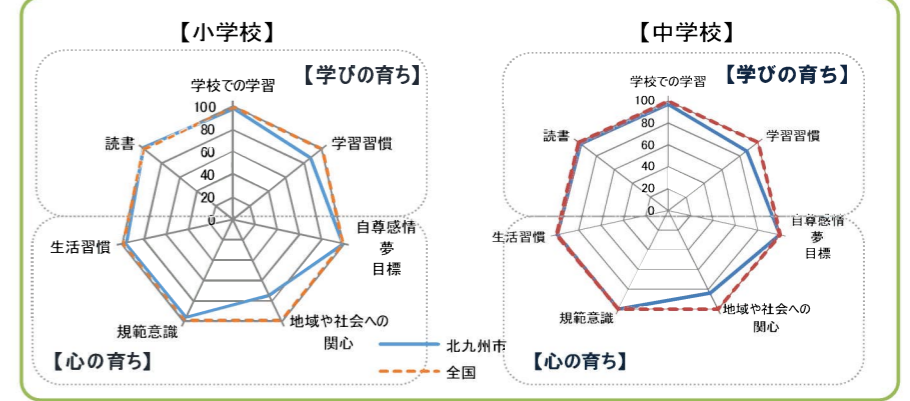 【小学校】
【学びの育ち】
学校での学習
100
80
60
40
20
0
読書
学習習慣
生活習慣
自尊感情
夢
目標
規範意識
地域や社会への
関心
【心の育ち】
北九州市
全国
【中学校】
【学びの育ち】
学校での学習
100
80
60
40
20
0
読書
学習習慣
生活習慣
自尊感情
夢
目標
規範意識
地域や社会への
関心
【心の育ち】